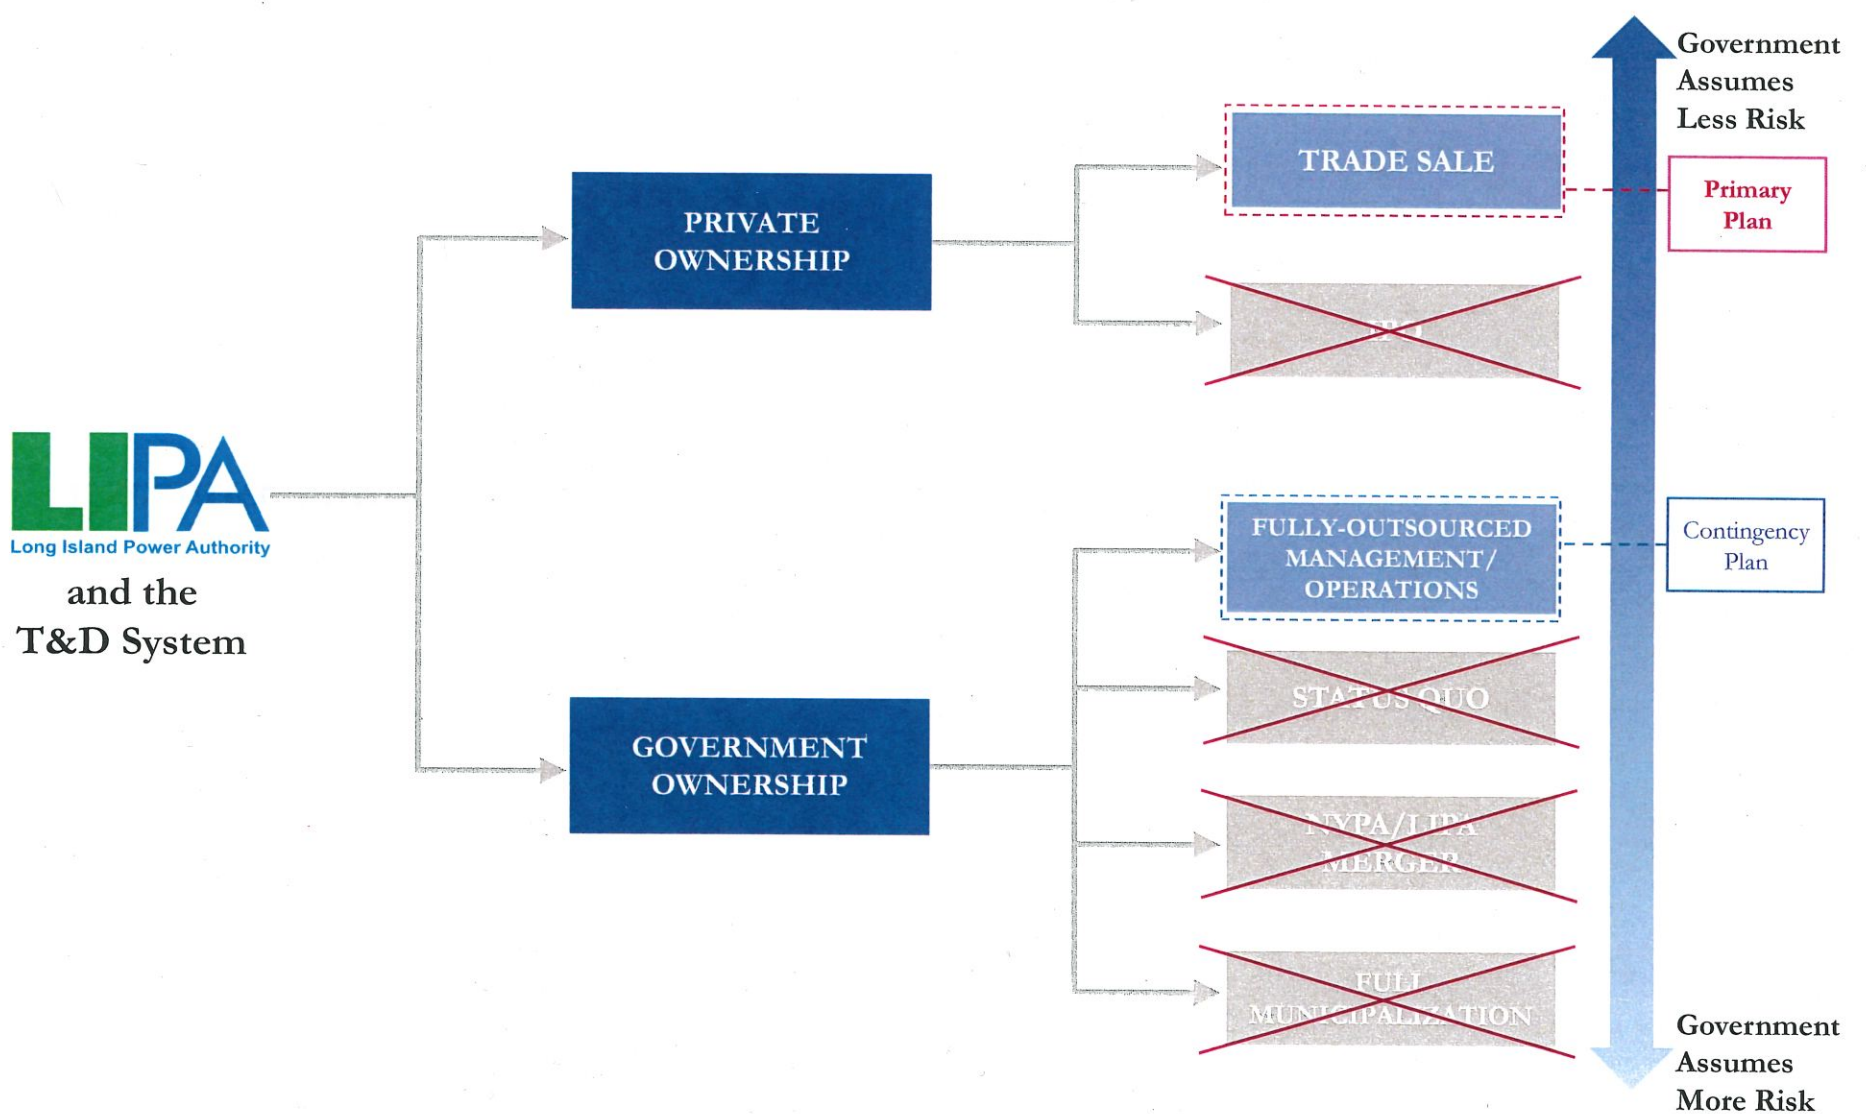 LIPA
Long Island Power Authority
and the
T&D System
PRIVATE
OWNERSHIP
GOVERNMENT
OWNERSHIP
TRADE SALE
IPO
FULLY-OUTSOURCED
MANAGEMENT/
OPERATIONS
STATUS QUO
NYPA/LIPA
MERGER
FULL
MUNICIPALIZATION
Government
Assumes
Less Risk
Primary
Plan
Contingency
Plan
Government
Assumes
More Risk